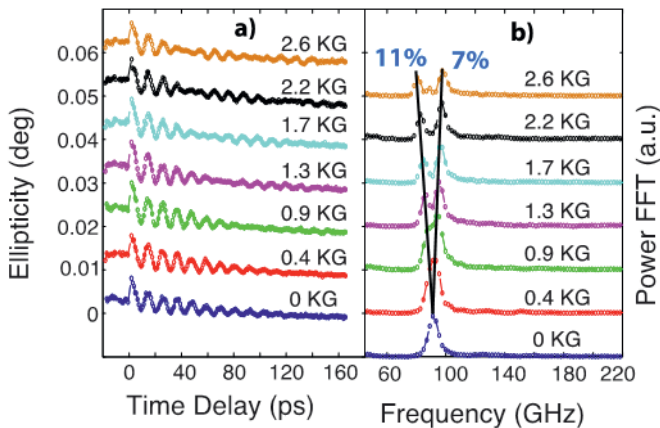 a)
b)
11%
7%
0.06
0.05
0.04
0.03
0.02
0.01
0
Ellipticity (deg)
2.6 KG
2.2 KG
1.7 KG
1.3 KG
0.9 KG
0.4 KG
0 KG
0 40 80 120 160
Time Delay (ps)
2.6 KG
2.2 KG
1.7 KG
1.3 KG
0.9 KG
0.4 KG
0 KG
60 100 140 180 220
Frequency (GHz)
Power FFT (a.u.)